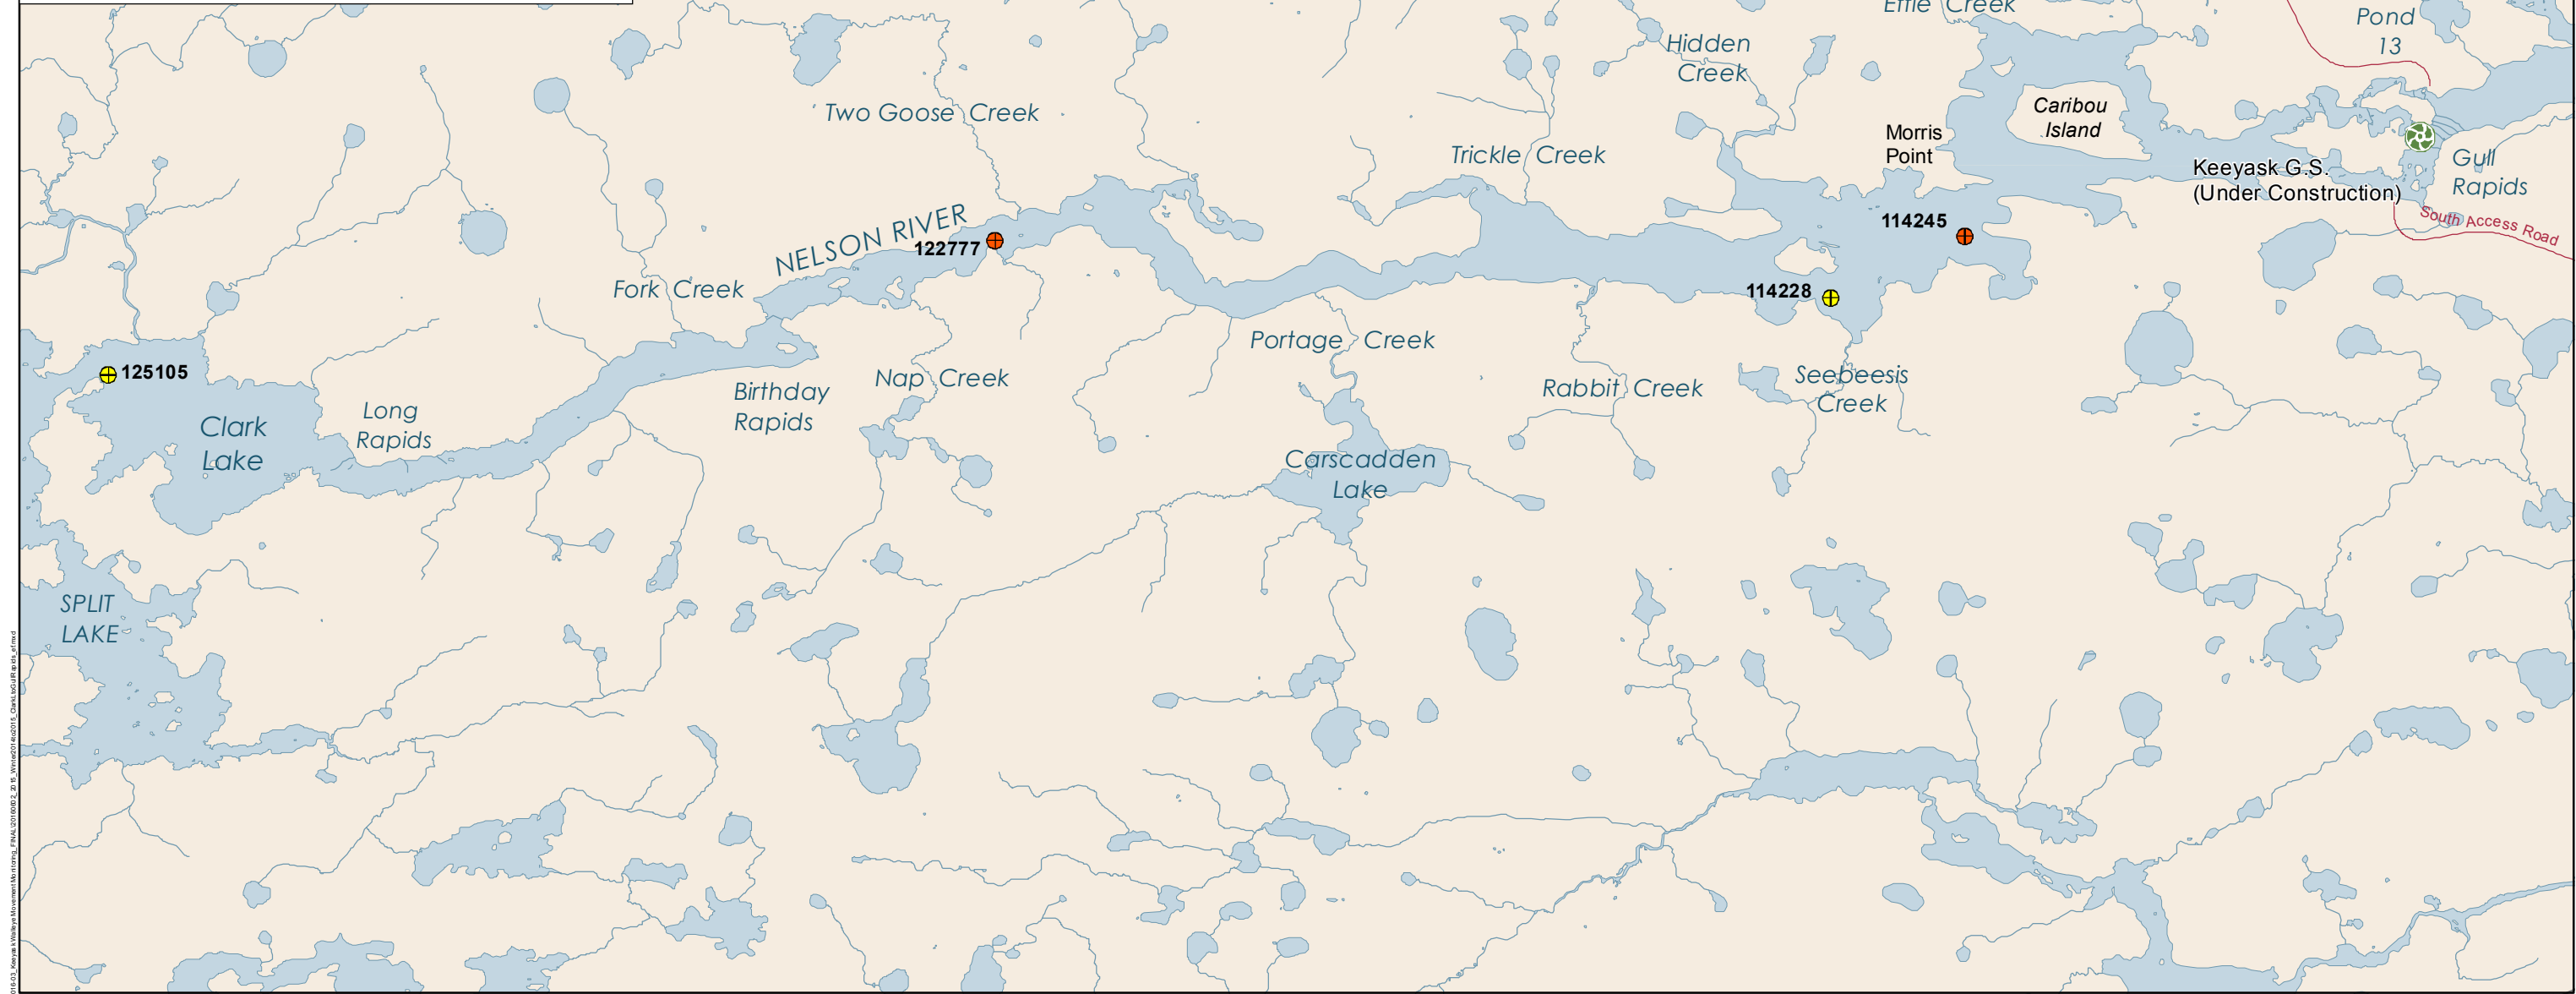 Effie Creek
Pond
13
Hidden
Creek
Two Goose Creek
Caribou
Island
Morris
Point
Trickle Creek
Keeyask G.S.
(Under Construction)
Gull
Rapids
South Access Road
NELSON RIVER
122777
114245
Fork Creek
114228
125105
Portage Creek
Nap Creek
Birthday
Rapids
Rabbit Creek
Seebeesis
Creek
Long
Rapids
Clark
Lake
Carscadden
Lake
SPLIT
LAKE